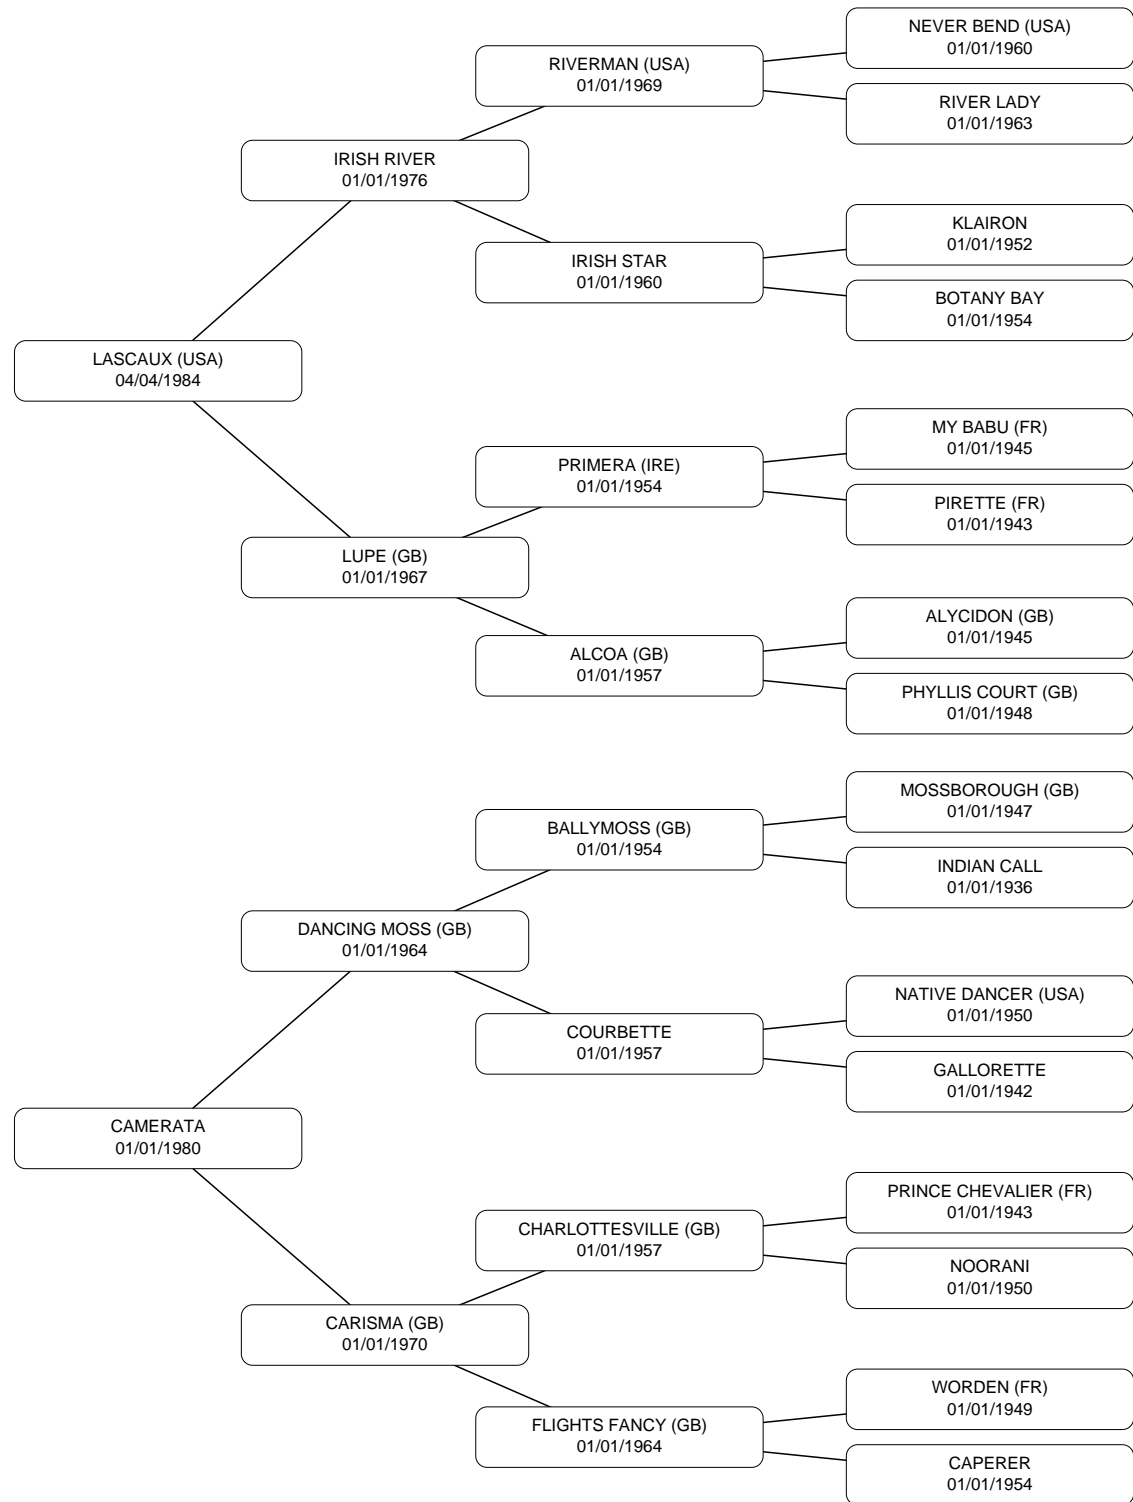 NEVER BEND (USA)
01/01/1960
RIVERMAN (USA)
01/01/1969
RIVER LADY
01/01/1963
IRISH RIVER
01/01/1976
KLAIRON
01/01/1952
IRISH STAR
01/01/1960
BOTANY BAY
01/01/1954
LASCAUX (USA)
04/04/1984
MY BABU (FR)
01/01/1945
PRIMERA (IRE)
01/01/1954
PIRETTE (FR)
01/01/1943
LUPE (GB)
01/01/1967
ALYCIDON (GB)
01/01/1945
ALCOA (GB)
01/01/1957
PHYLLIS COURT (GB)
01/01/1948
MOSSBOROUGH (GB)
01/01/1947
BALLYMOSS (GB)
01/01/1954
INDIAN CALL
01/01/1936
DANCING MOSS (GB)
01/01/1964
NATIVE DANCER (USA)
01/01/1950
COURBETTE
01/01/1957
GALLORETTE
01/01/1942
CAMERATA
01/01/1980
PRINCE CHEVALIER (FR)
01/01/1943
CHARLOTTESVILLE (GB)
01/01/1957
NOORANI
01/01/1950
CARISMA (GB)
01/01/1970
WORDEN (FR)
01/01/1949
FLIGHTS FANCY (GB)
01/01/1964
CAPERER
01/01/1954